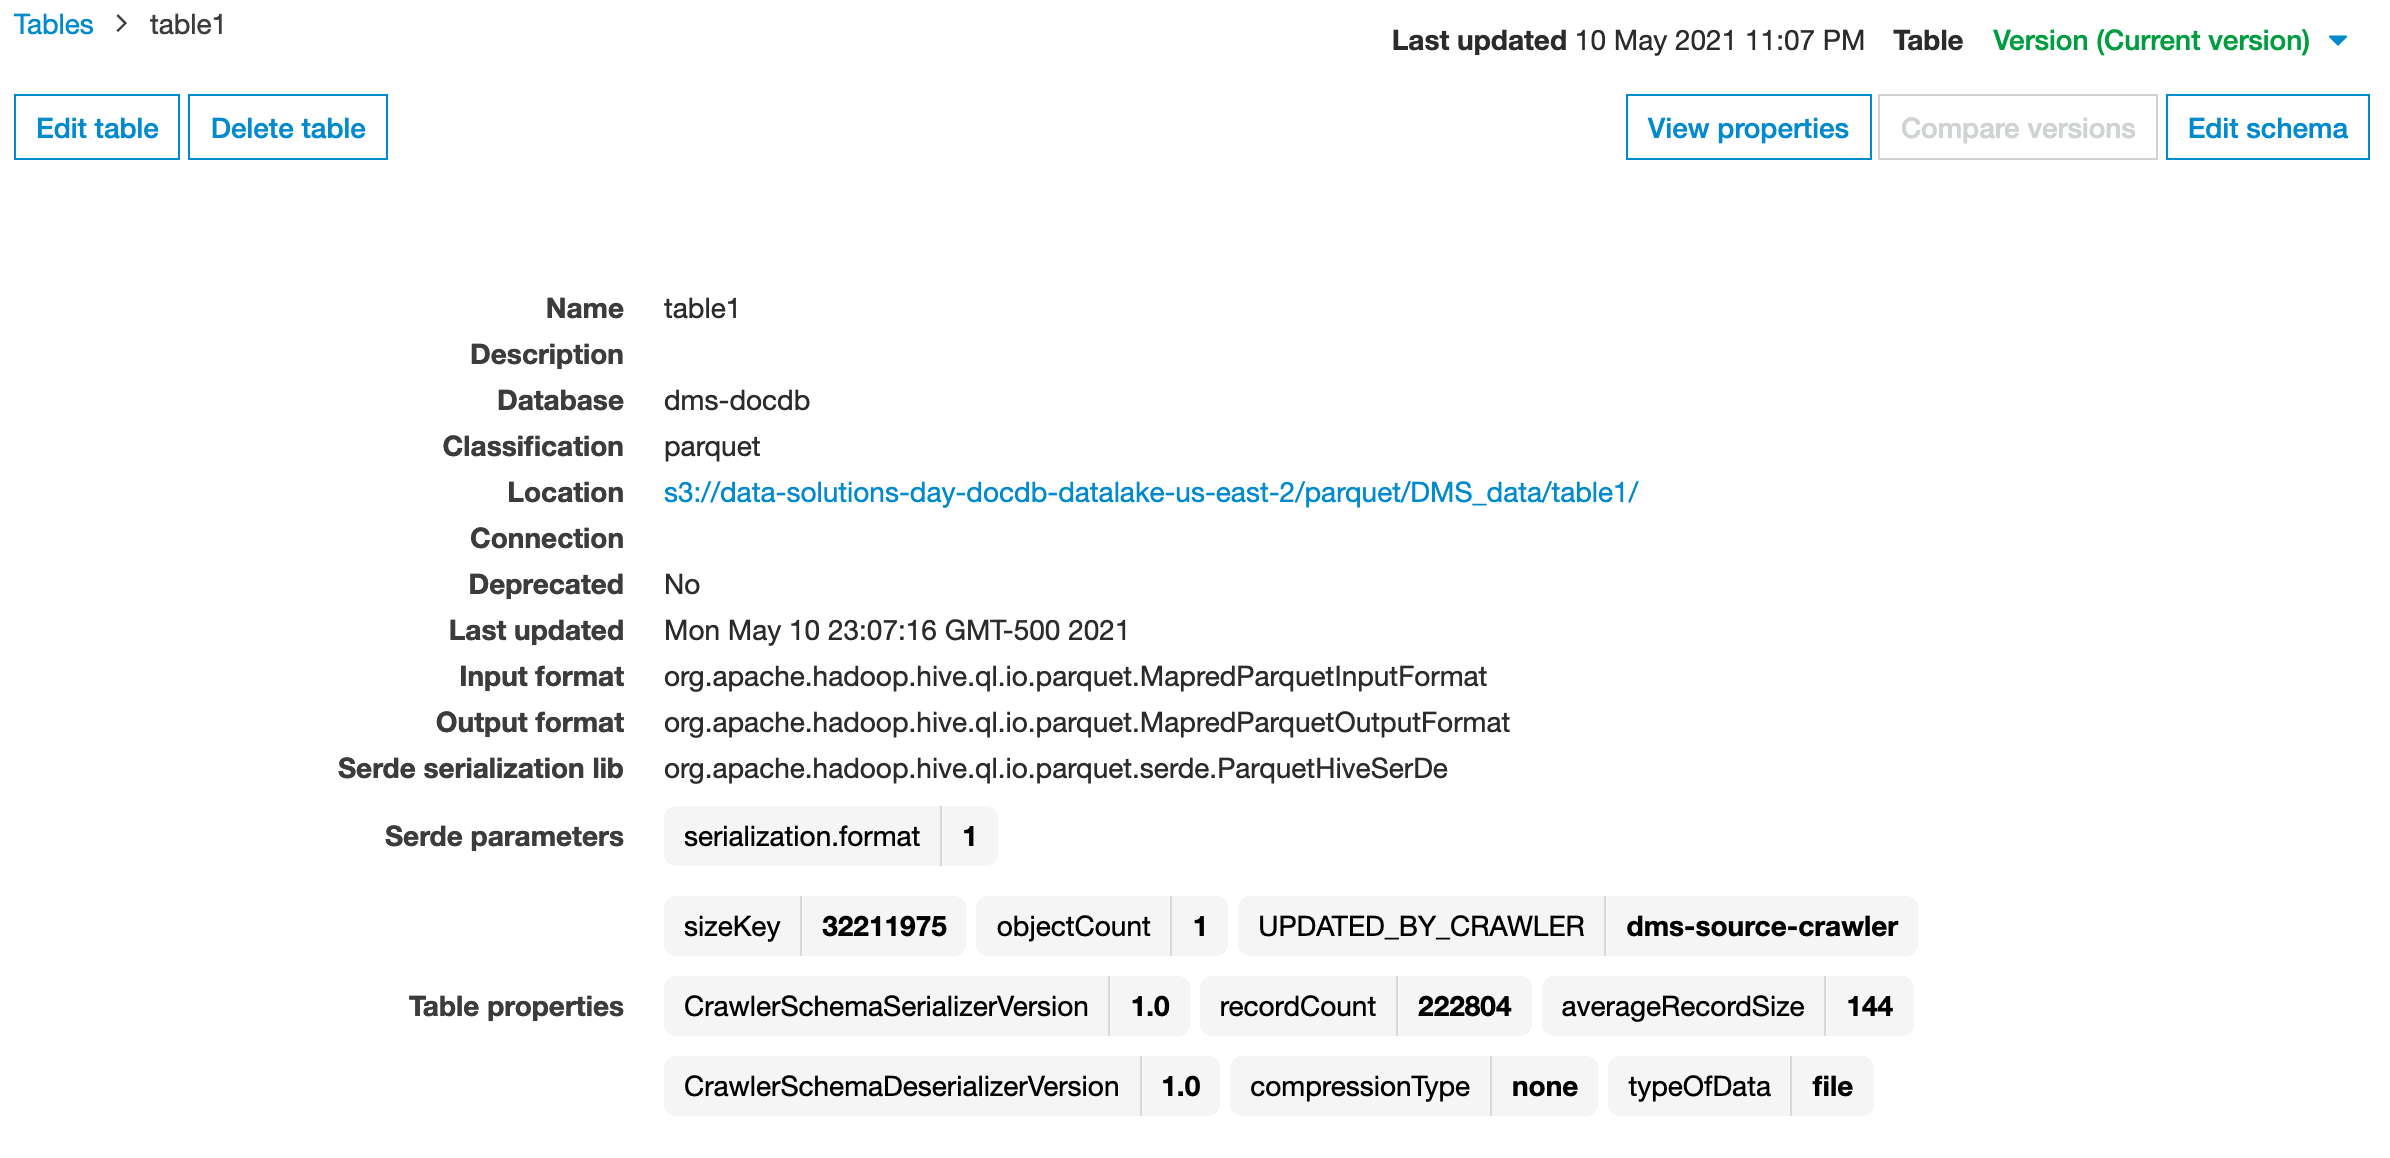 Tables > table1
Last updated 10 May 2021 11:07 PM Table Version (Current version)
Edit table Delete table
View properties Compare versions Edit schema
Name table1
Description
Database dms-docdb
Classification parquet
Location s3://data-solutions-day-docdb-datalake-us-east-2/parquet/DMS_data/table1/
Connection
Deprecated No
Last updated Mon May 10 23:07:16 GMT-500 2021
Input format org.apache.hadoop.hive.ql.io.parquet.MapredParquetInputFormat
Output format org.apache.hadoop.hive.ql.io.parquet.MapredParquetOutputFormat
Serde serialization lib org.apache.hadoop.hive.ql.io.parquet.serde.ParquetHiveSerDe
Serde parameters serialization.format 1
sizeKey 32211975 objectCount 1 UPDATED_BY_CRAWLER dms-source-crawler
Table properties CrawlerSchemaSerializerVersion 1.0 recordCount 222804 averageRecordSize 144
CrawlerSchemaDeserializerVersion 1.0 compressionType none typeOfData file